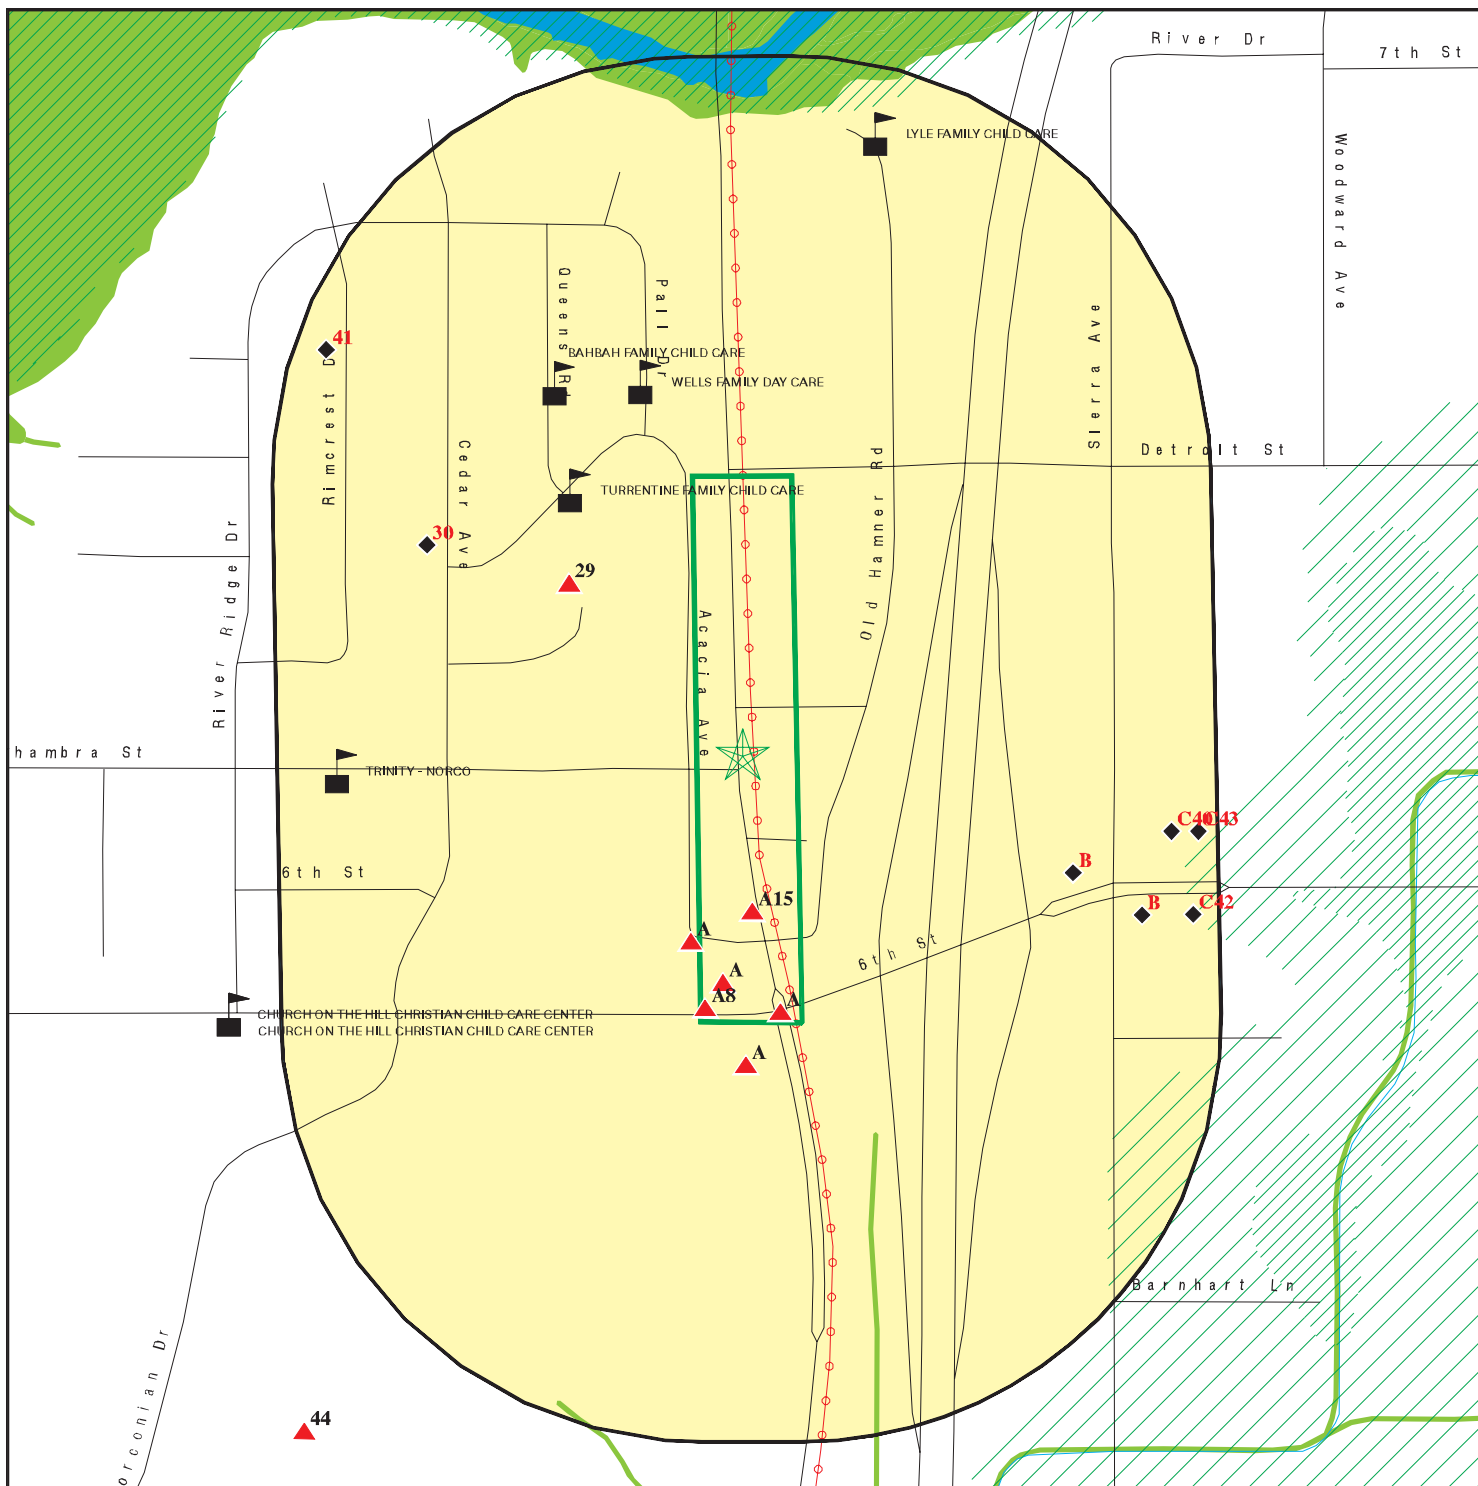 River Dr
7th St
LYLE FAMILY CHILD CARE
Woodward Ave
Queens Rd
Pall Dr
Sierra Ave
41
BAHBAH FAMILY CHILD CARE
WELLS FAMILY DAY CARE
Rimcrest D
Cedar Ave
Detroit St
TURRENTINE FAMILY CHILD CARE
Old Hamner Rd
River Ridge Dr
30
29
Acacia Ave
hambra St
TRINITY - NORCO
C40
C43
6th St
B
A15
B
C42
A
6th St
A
A8
A
CHURCH ON THE HILL CHRISTIAN CHILD CARE CENTER
CHURCH ON THE HILL CHRISTIAN CHILD CARE CENTER
A
Barnhart Ln
orconian Dr
44